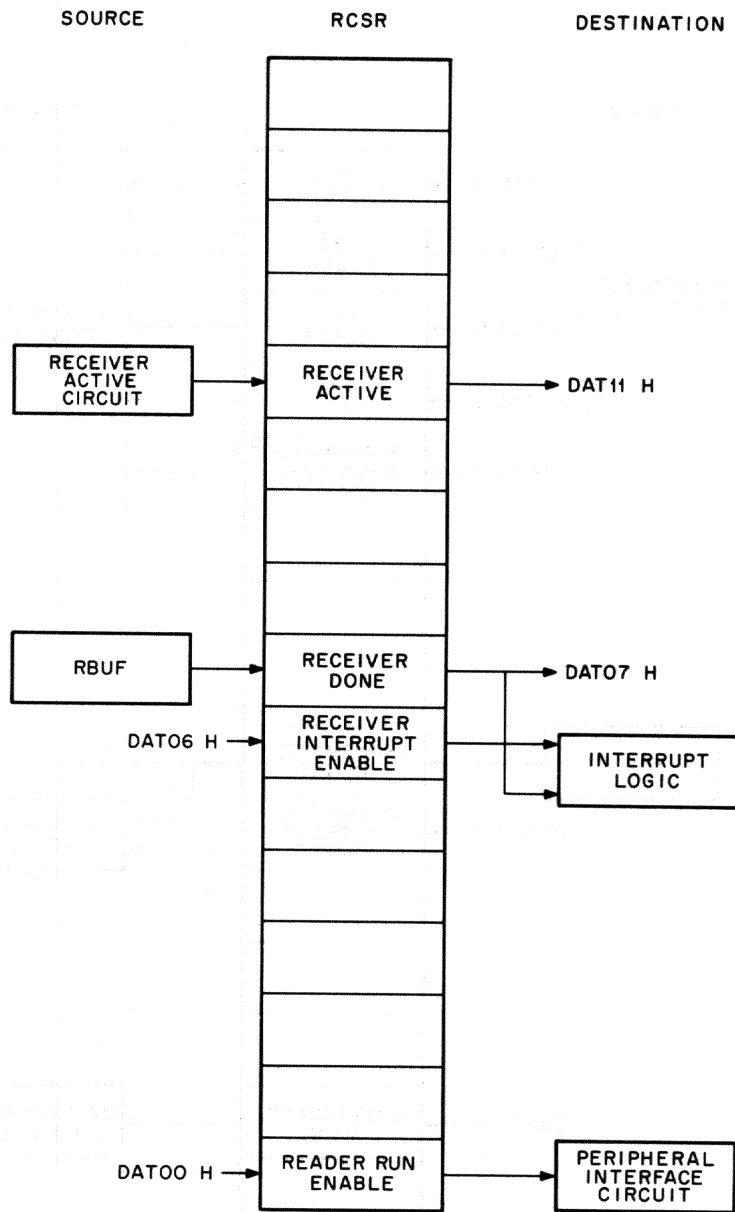 SOURCE
RCSR
DESTINATION
RECEIVER
ACTIVE
CIRCUIT
RECEIVER
ACTIVE
DAT11 H
RBUF
RECEIVER
DONE
DAT07 H
DAT06 H
RECEIVER
INTERRUPT
ENABLE
INTERRUPT
LOGIC
DAT00 H
READER RUN
ENABLE
PERIPHERAL
INTERFACE
CIRCUIT